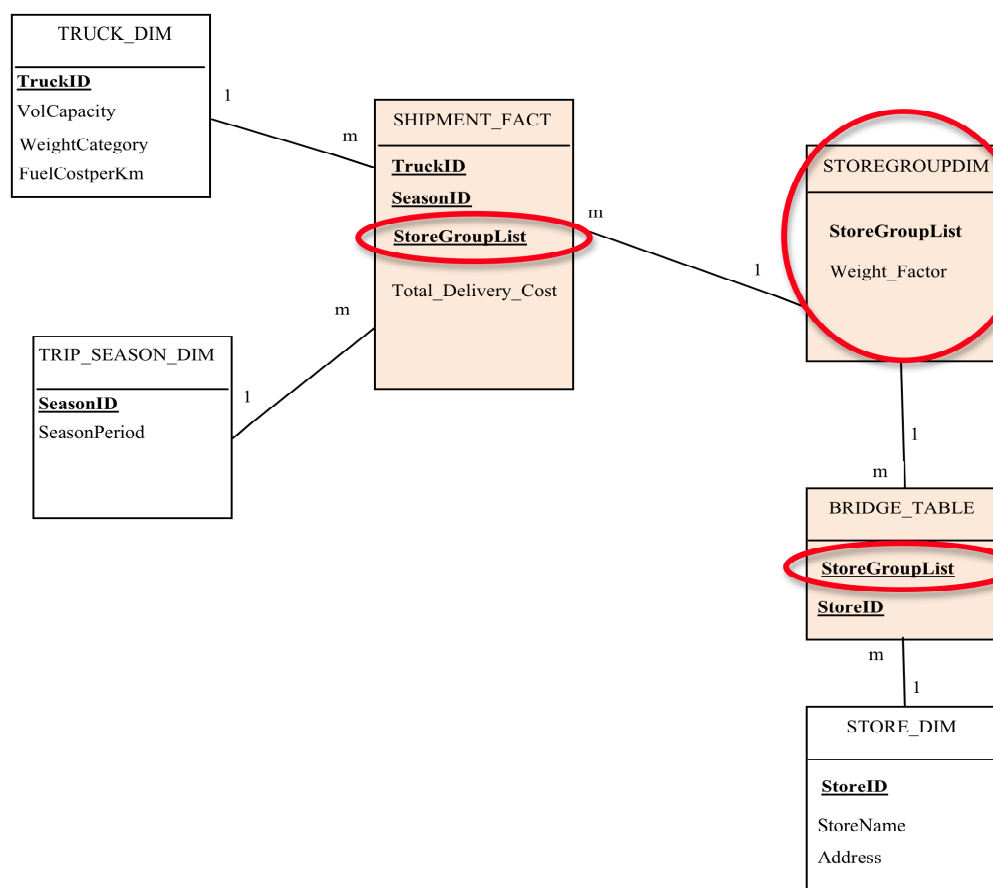 TRUCK_DIM
TruckID
VolCapacity
WeightCategory
FuelCostperKm
1
m
SHIPMENT_FACT
TruckID
SeasonID
StoreGroupList
Total_Delivery_Cost
m
1
STOREGROUPDIM
StoreGroupList
Weight_Factor
m
1
TRIP_SEASON_DIM
SeasonID
SeasonPeriod
1
m
BRIDGE_TABLE
StoreGroupList
StoreID
m
1
STORE_DIM
StoreID
StoreName
Address